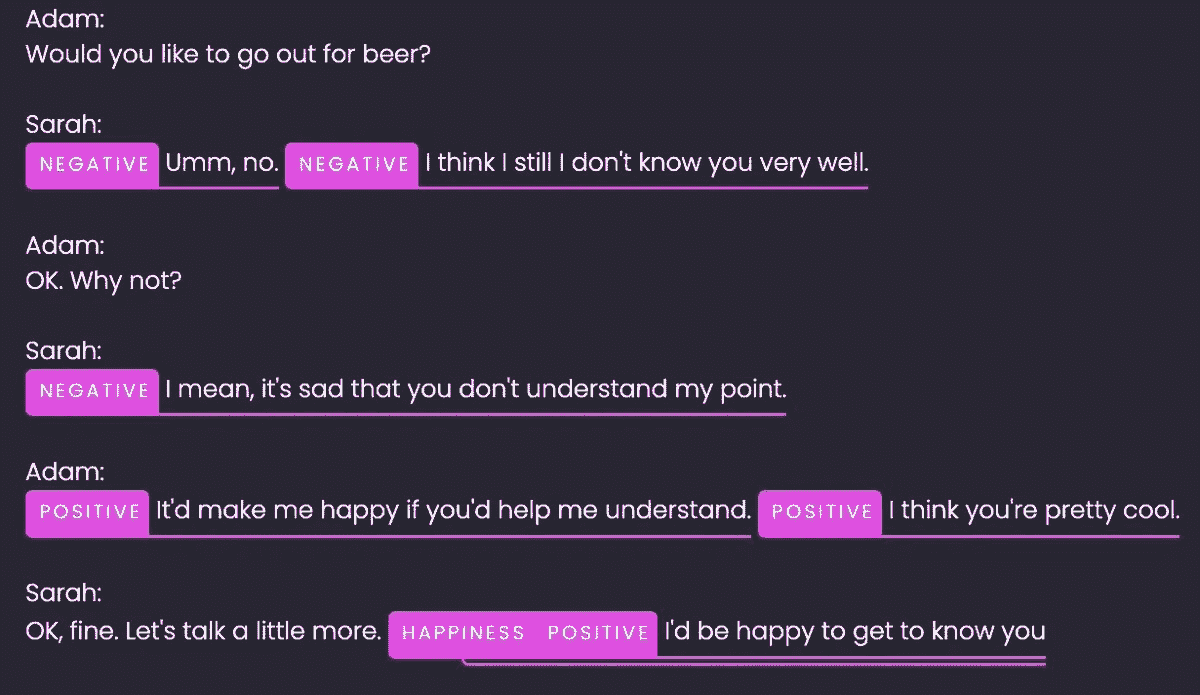 Adam:
Would you like to go out for beer?
Sarah:
NEGATIVE Umm, no. NEGATIVE I think I still I don't know you very well.
Adam:
OK. Why not?
Sarah:
NEGATIVE I mean, it's sad that you don't understand my point.
Adam:
POSITIVE It'd make me happy if you'd help me understand. POSITIVE I think you're pretty cool.
Sarah:
OK, fine. Let's talk a little more. HAPPINESS POSITIVE I'd be happy to get to know you